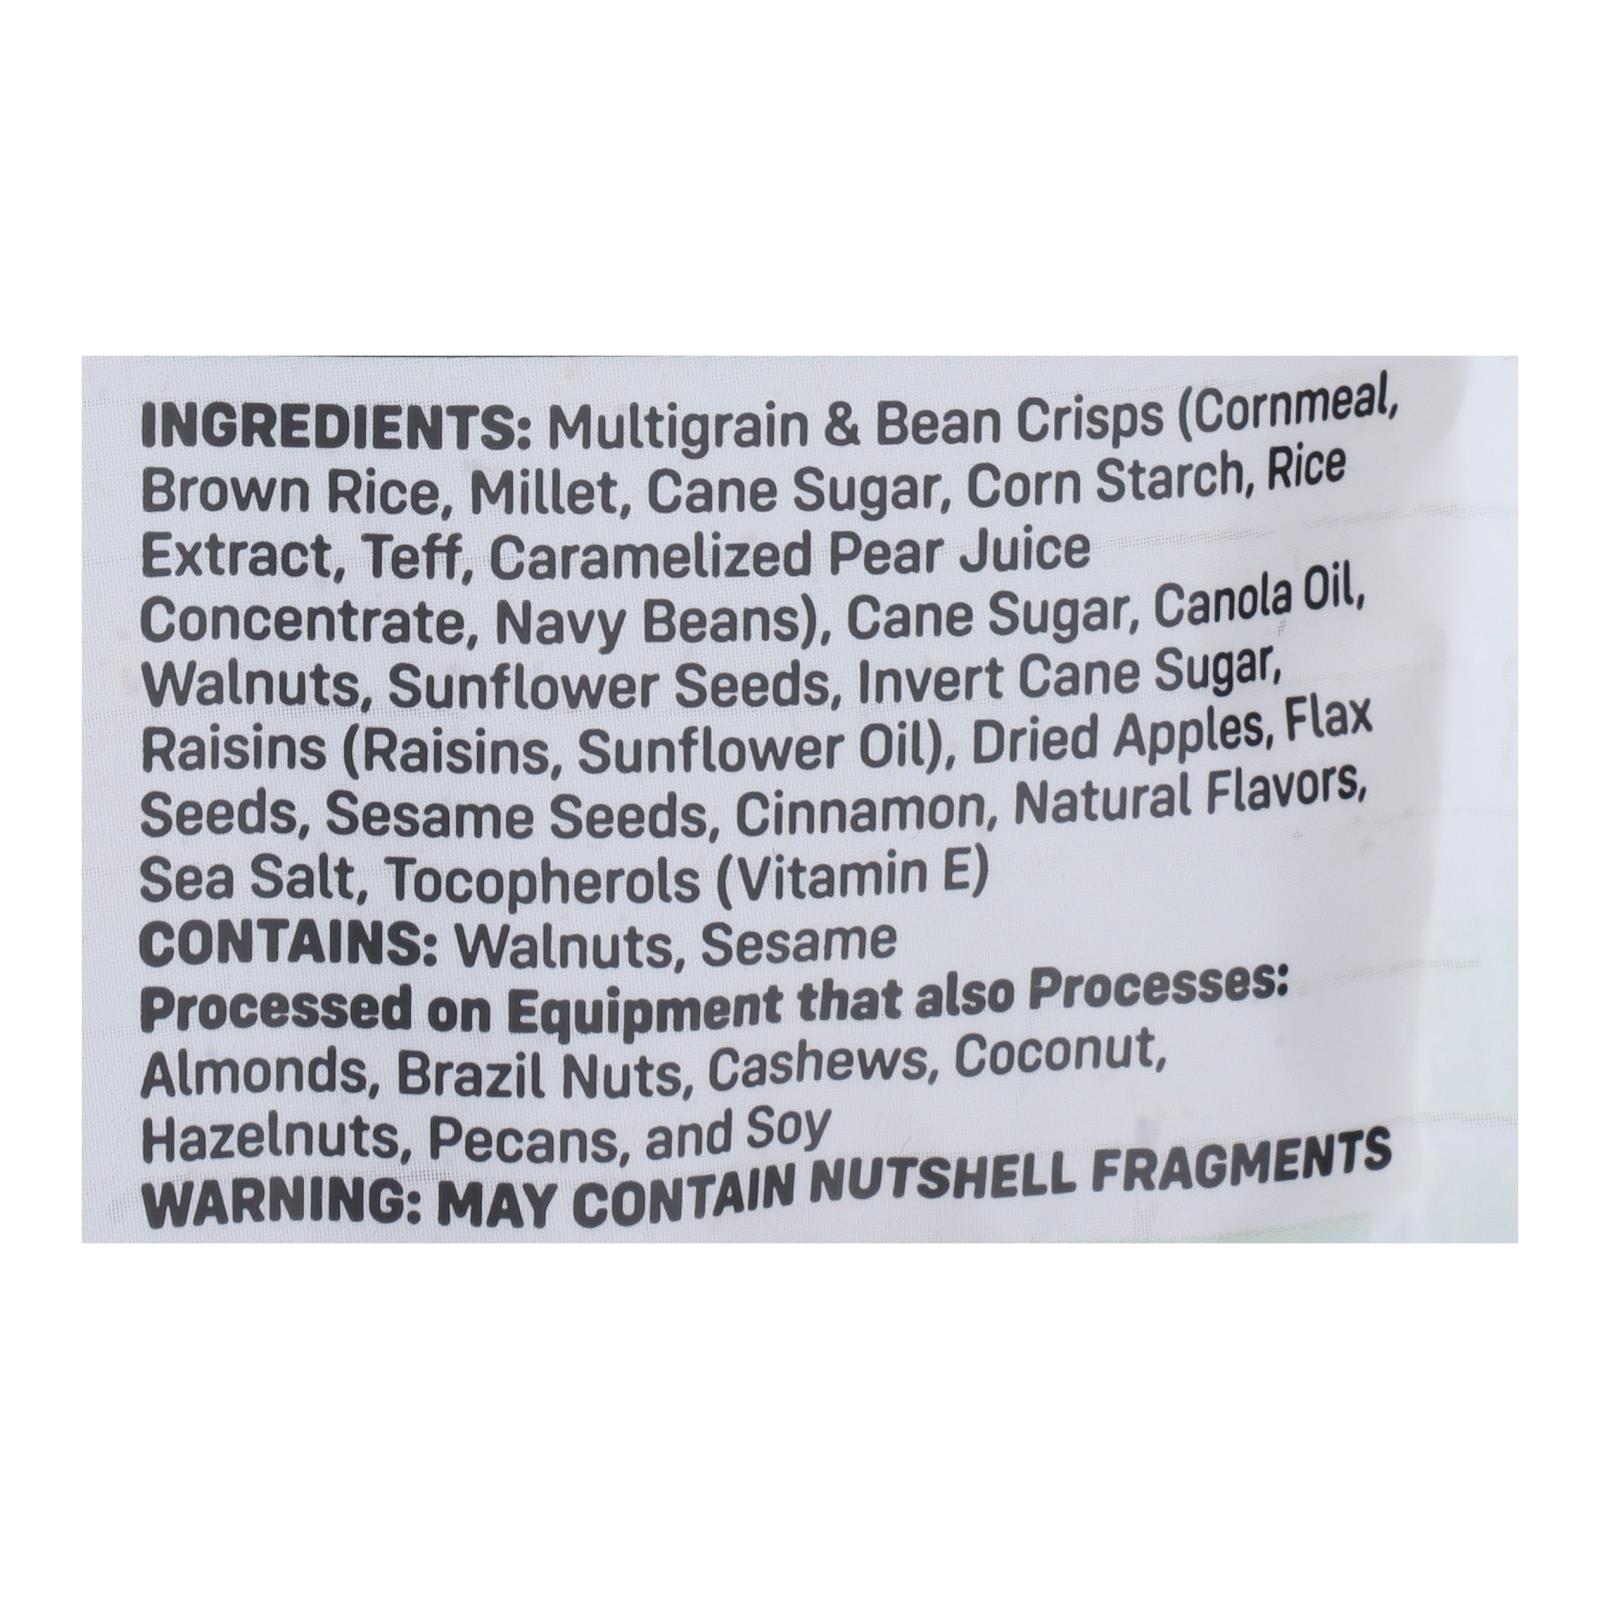 INGREDIENTS: Multigrain & Bean Crisps (Cornmeal,
Brown Rice, Millet, Cane Sugar, Corn Starch, Rice
Extract, Teff, Caramelized Pear Juice
Concentrate, Navy Beans), Cane Sugar, Canola Oil,
Walnuts, Sunflower Seeds, Invert Cane Sugar,
Raisins (Raisins, Sunflower Oil), Dried Apples, Flax
Seeds, Sesame Seeds, Cinnamon, Natural Flavors,
Sea Salt, Tocopherols (Vitamin E)
CONTAINS: Walnuts, Sesame
Processed on Equipment that also Processes:
Almonds, Brazil Nuts, Cashews, Coconut,
Hazelnuts, Pecans, and Soy
WARNING: MAY CONTAIN NUTSHELL FRAGMENTS